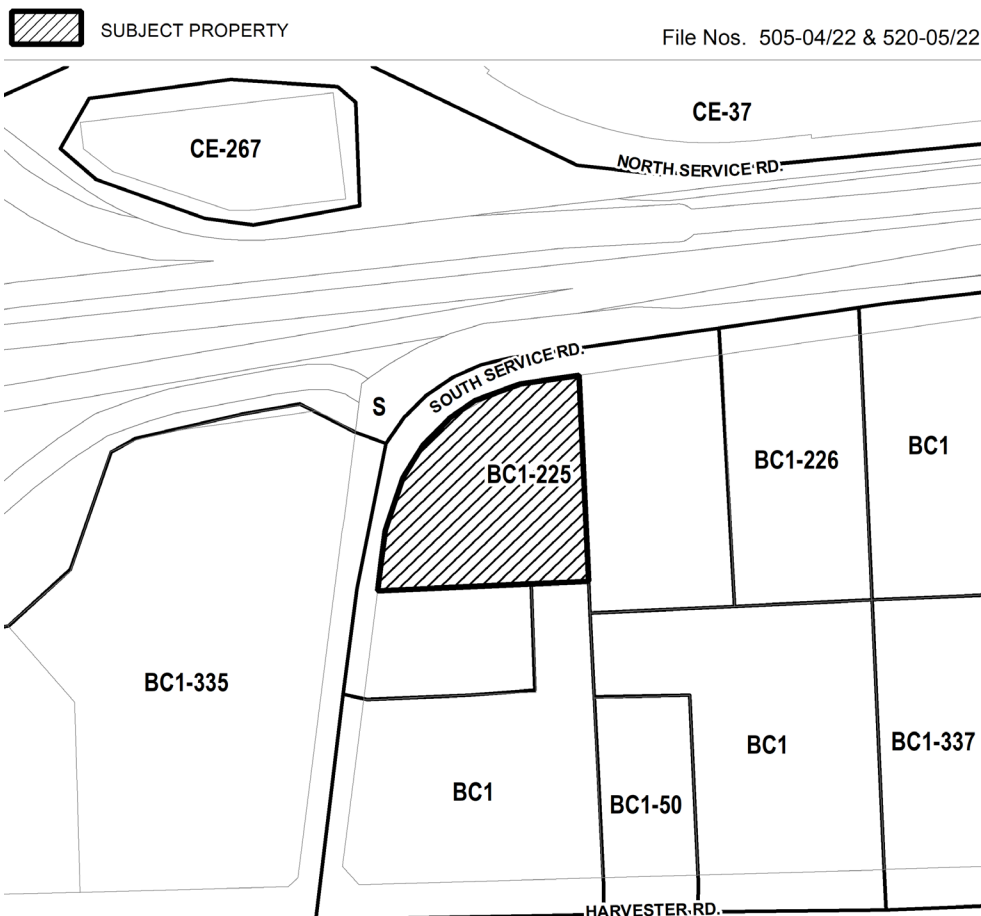 SUBJECT PROPERTY
File Nos. 505-04/22 & 520-05/22
CE-37
CE-267
NORTH SERVICE RD.
SOUTH SERVICE RD.
S
BC1-225
BC1-226
BC1
BC1-335
BC1
BC1-337
BC1
BC1-50
HARVESTER RD.